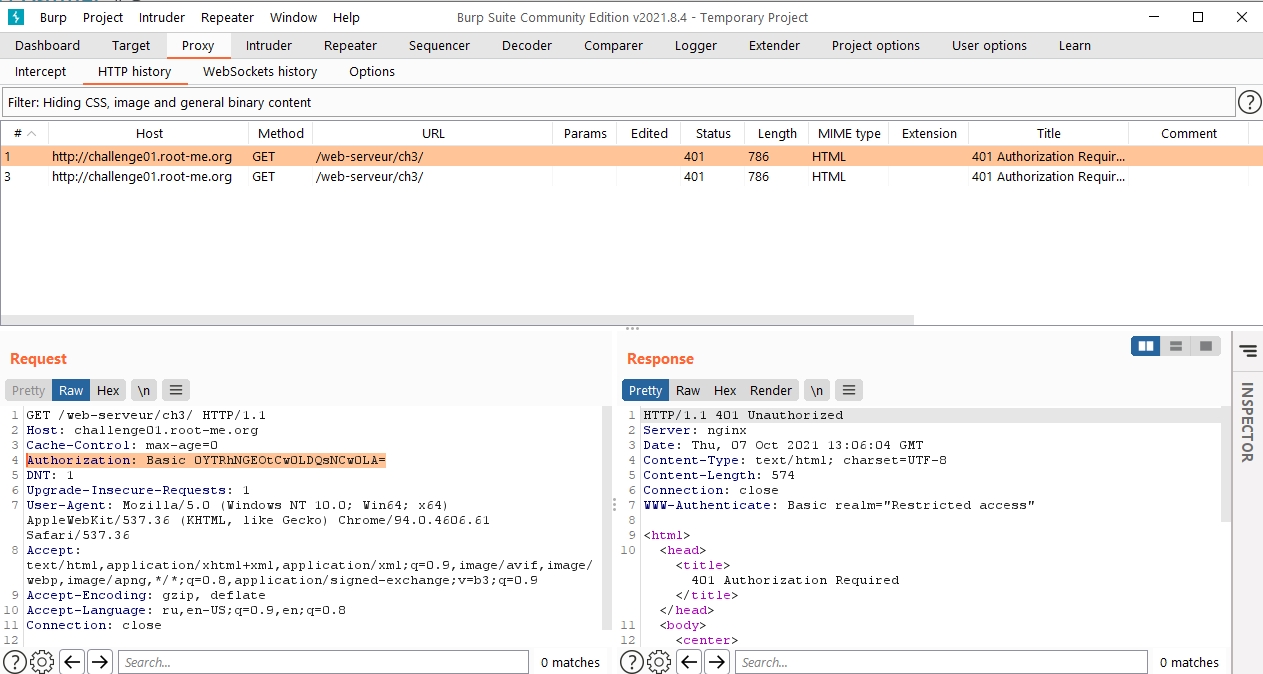 Burp Project Intruder Repeater Window Help Burp Suite Community Edition v2021.8.4 - Temporary Project
Dashboard Target Proxy Intruder Repeater Sequencer Decoder Comparer Logger Extender Project options User options Learn
Intercept HTTP history WebSockets history Options
Filter: Hiding CSS, image and general binary content ?
# Host Method URL Params Edited Status Length MIME type Extension Title Comment
1 http://challenge01.root-me.org GET /web-serveur/ch3/ 401 786 HTML 401 Authorization Requir...
3 http://challenge01.root-me.org GET /web-serveur/ch3/ 401 786 HTML 401 Authorization Requir...
Request
Pretty Raw Hex \n
1 GET /web-serveur/ch3/ HTTP/1.1
2 Host: challenge01.root-me.org
3 Cache-Control: max-age=0
4 Authorization: Basic OYTRhNGEOtCwOLDQsNCwOLA=
5 DNT: 1
6 Upgrade-Insecure-Requests: 1
7 User-Agent: Mozilla/5.0 (Windows NT 10.0; Win64; x64)
AppleWebKit/537.36 (KHTML, like Gecko) Chrome/94.0.4606.61
Safari/537.36
8 Accept:
text/html,application/xhtml+xml,application/xml;q=0.9,image/avif,image/
webp,image/apng,*/*;q=0.8,application/signed-exchange;v=b3;q=0.9
9 Accept-Encoding: gzip, deflate
10 Accept-Language: ru,en-US;q=0.9,en;q=0.8
11 Connection: close
12
? Search... 0 matches
Response
Pretty Raw Hex Render \n
1 HTTP/1.1 401 Unauthorized
2 Server: nginx
3 Date: Thu, 07 Oct 2021 13:06:04 GMT
4 Content-Type: text/html; charset=UTF-8
5 Content-Length: 574
6 Connection: close
7 WWW-Authenticate: Basic realm="Restricted access"
8
9 <html>
10 <head>
<title>
401 Authorization Required
</title>
</head>
11 <body>
12 <center>
? Search... 0 matches
INSPECTOR